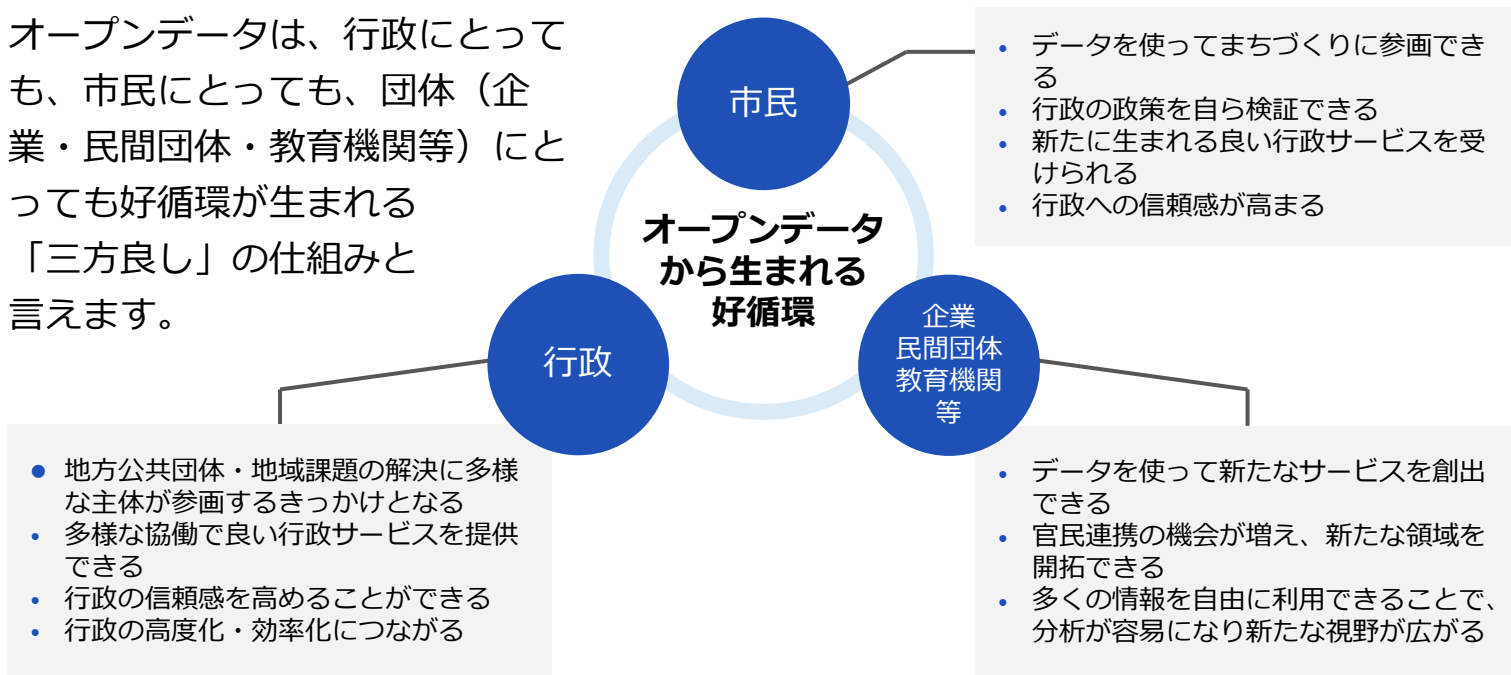 オープンデータは、行政にとって
も、市民にとっても、団体（企
業・民間団体・教育機関等）にと
っても好循環が生まれる
「三方良し」の仕組みと
言えます。
市民
• データを使ってまちづくりに参画でき
る
• 行政の政策を自ら検証できる
• 新たに生まれる良い行政サービスを受
けられる
• 行政への信頼感が高まる
オープンデータ
から生まれる
好循環
行政
企業
民間団体
教育機関
等
● 地方公共団体・地域課題の解決に多様
な主体が参画するきっかけとなる
• 多様な協働で良い行政サービスを提供
できる
• 行政の信頼感を高めることができる
• 行政の高度化・効率化につながる
• データを使って新たなサービスを創出
できる
• 官民連携の機会が増え、新たな領域を
開拓できる
• 多くの情報を自由に利用できることで、
分析が容易になり新たな視野が広がる